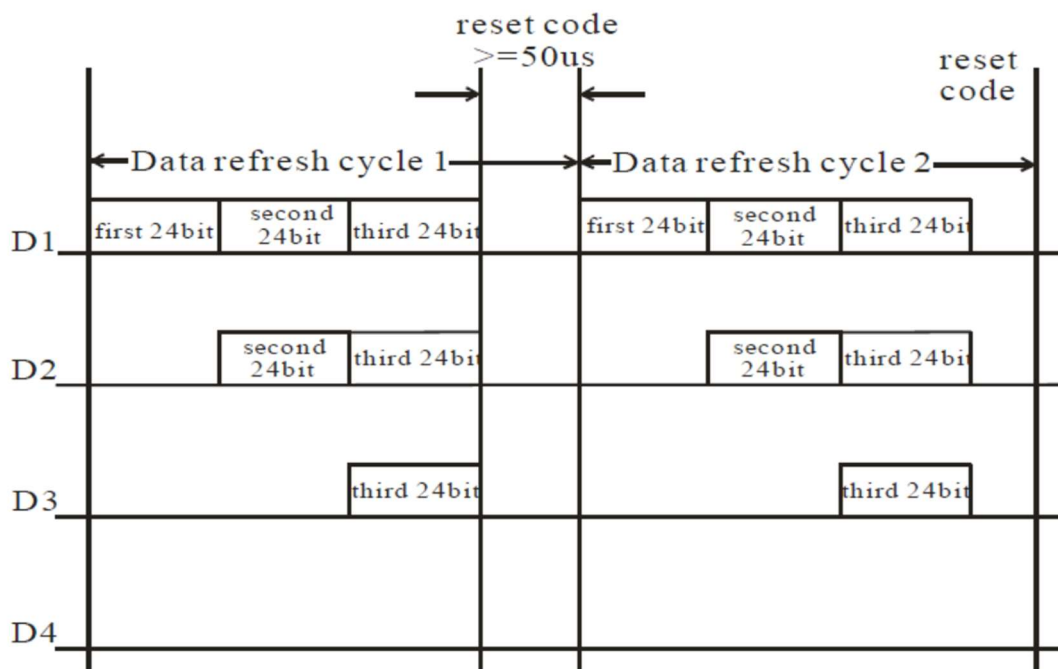 reset code
>=50us
reset
code
Data refresh cycle 1
Data refresh cycle 2
D1
first 24bit
second
24bit
third 24bit
first 24bit
second
24bit
third 24bit
D2
second
24bit
third 24bit
second
24bit
third 24bit
D3
third 24bit
third 24bit
D4